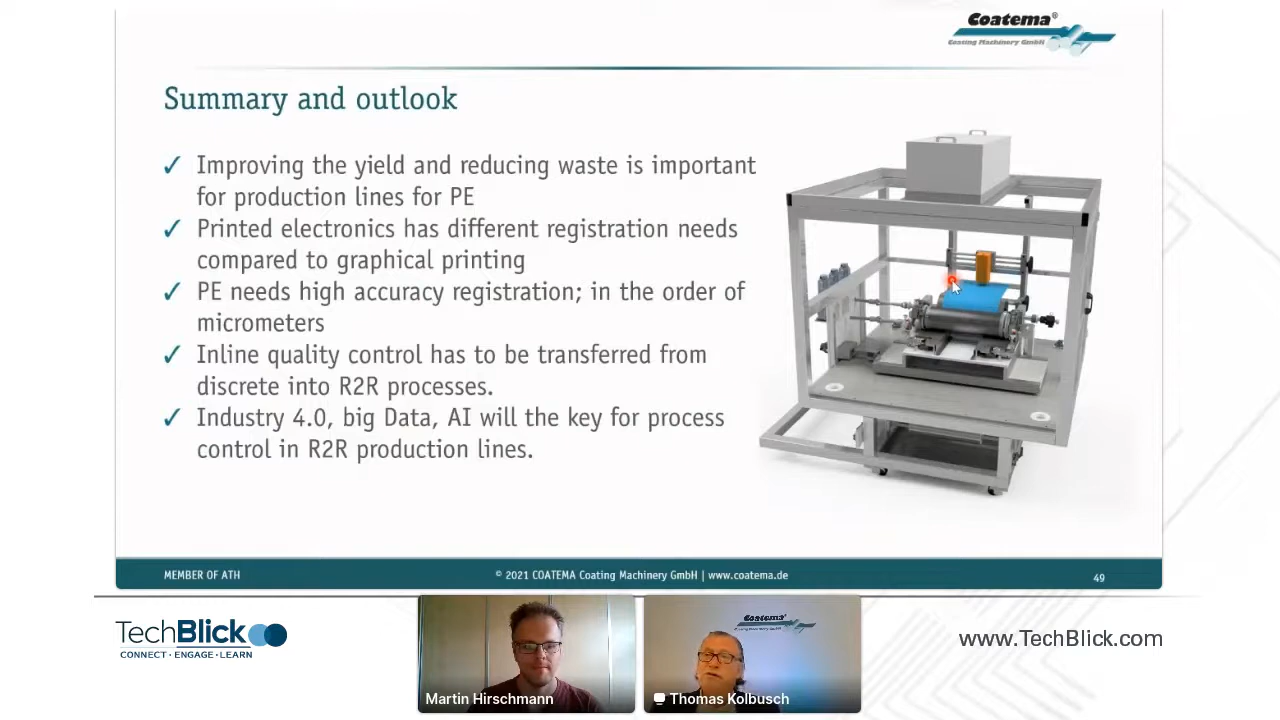 Coatema®
Coating Machinery GmbH
Summary and outlook
✓ Improving the yield and reducing waste is important
for production lines for PE
✓ Printed electronics has different registration needs
compared to graphical printing
✓ PE needs high accuracy registration; in the order of
micrometers
✓ Inline quality control has to be transferred from
discrete into R2R processes.
✓ Industry 4.0, big Data, AI will the key for process
control in R2R production lines.
MEMBER OF ATH
© 2021 COATEMA Coating Machinery GmbH | www.coatema.de
49
TechBlick
CONNECT · ENGAGE · LEARN
Martin Hirschmann
Coatema®
Coating Machinery GmbH
Thomas Kolbusch
www.TechBlick.com